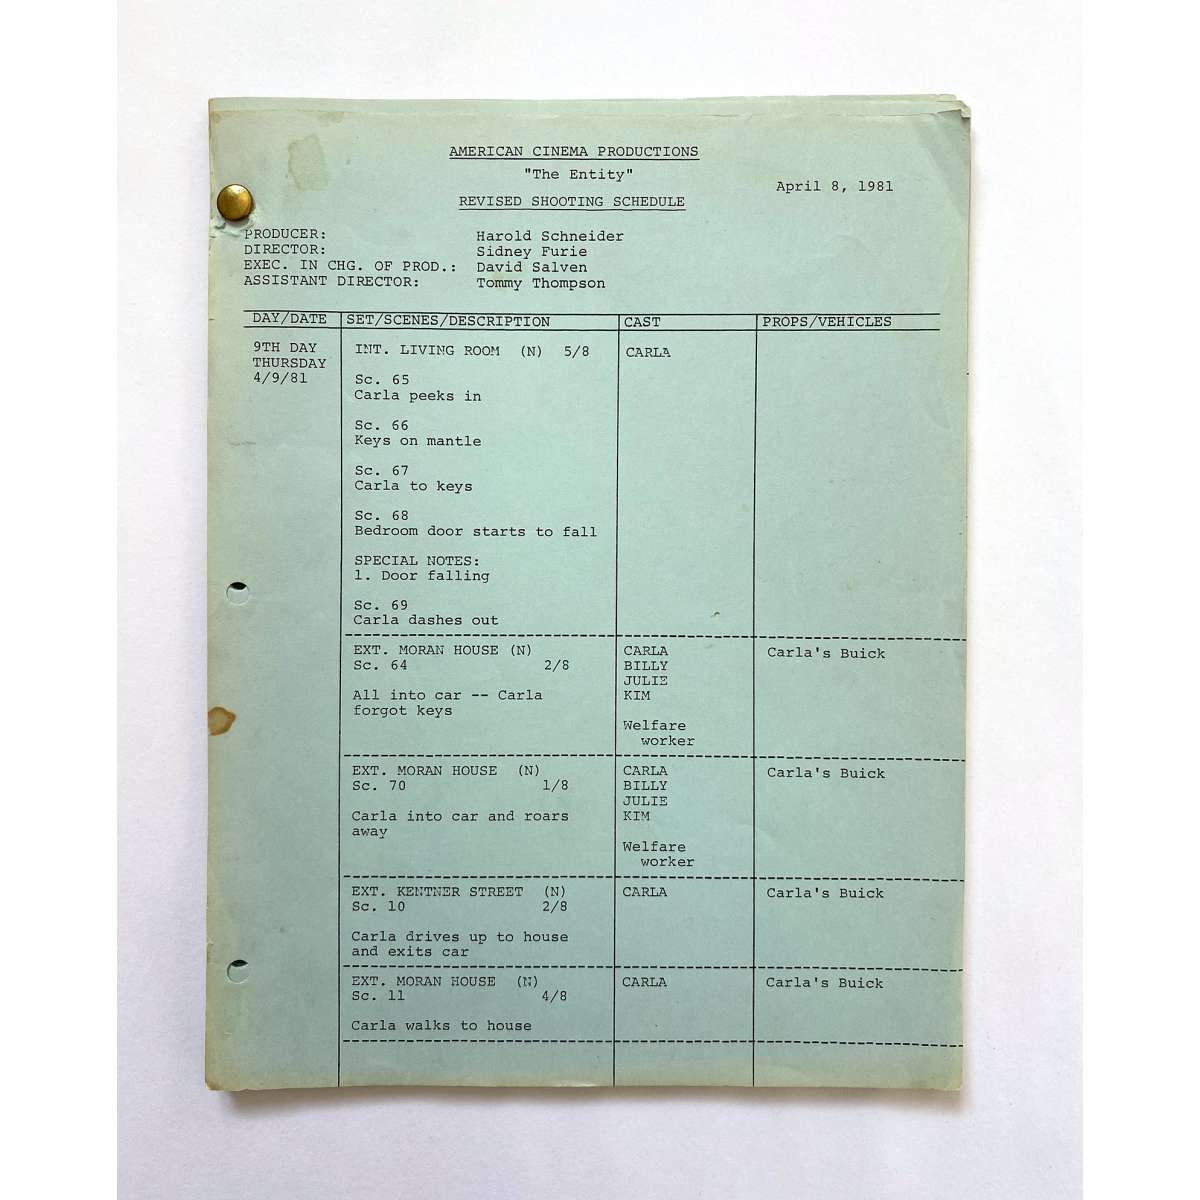 AMERICAN CINEMA PRODUCTIONS
"The Entity"
April 8, 1981
REVISED SHOOTING SCHEDULE
PRODUCER: Harold Schneider
DIRECTOR: Sidney Furie
EXEC. IN CHG. OF PROD.: David Salven
ASSISTANT DIRECTOR: Tommy Thompson
DAY/DATE SET/SCENES/DESCRIPTION CAST PROPS/VEHICLES
9TH DAY INT. LIVING ROOM (N) 5/8 CARLA
THURSDAY
4/9/81 Sc. 65
Carla peeks in
Sc. 66
Keys on mantle
Sc. 67
Carla to keys
Sc. 68
Bedroom door starts to fall
SPECIAL NOTES:
1. Door falling
Sc. 69
Carla dashes out
EXT. MORAN HOUSE (N) CARLA Carla's Buick
Sc. 64 2/8 BILLY
JULIE
All into car -- Carla KIM
forgot keys
Welfare
worker
EXT. MORAN HOUSE (N) CARLA Carla's Buick
Sc. 70 1/8 BILLY
JULIE
Carla into car and roars KIM
away
Welfare
worker
EXT. KENTNER STREET (N) CARLA Carla's Buick
Sc. 10 2/8
Carla drives up to house
and exits car
EXT. MORAN HOUSE (N) CARLA Carla's Buick
Sc. 11 4/8
Carla walks to house